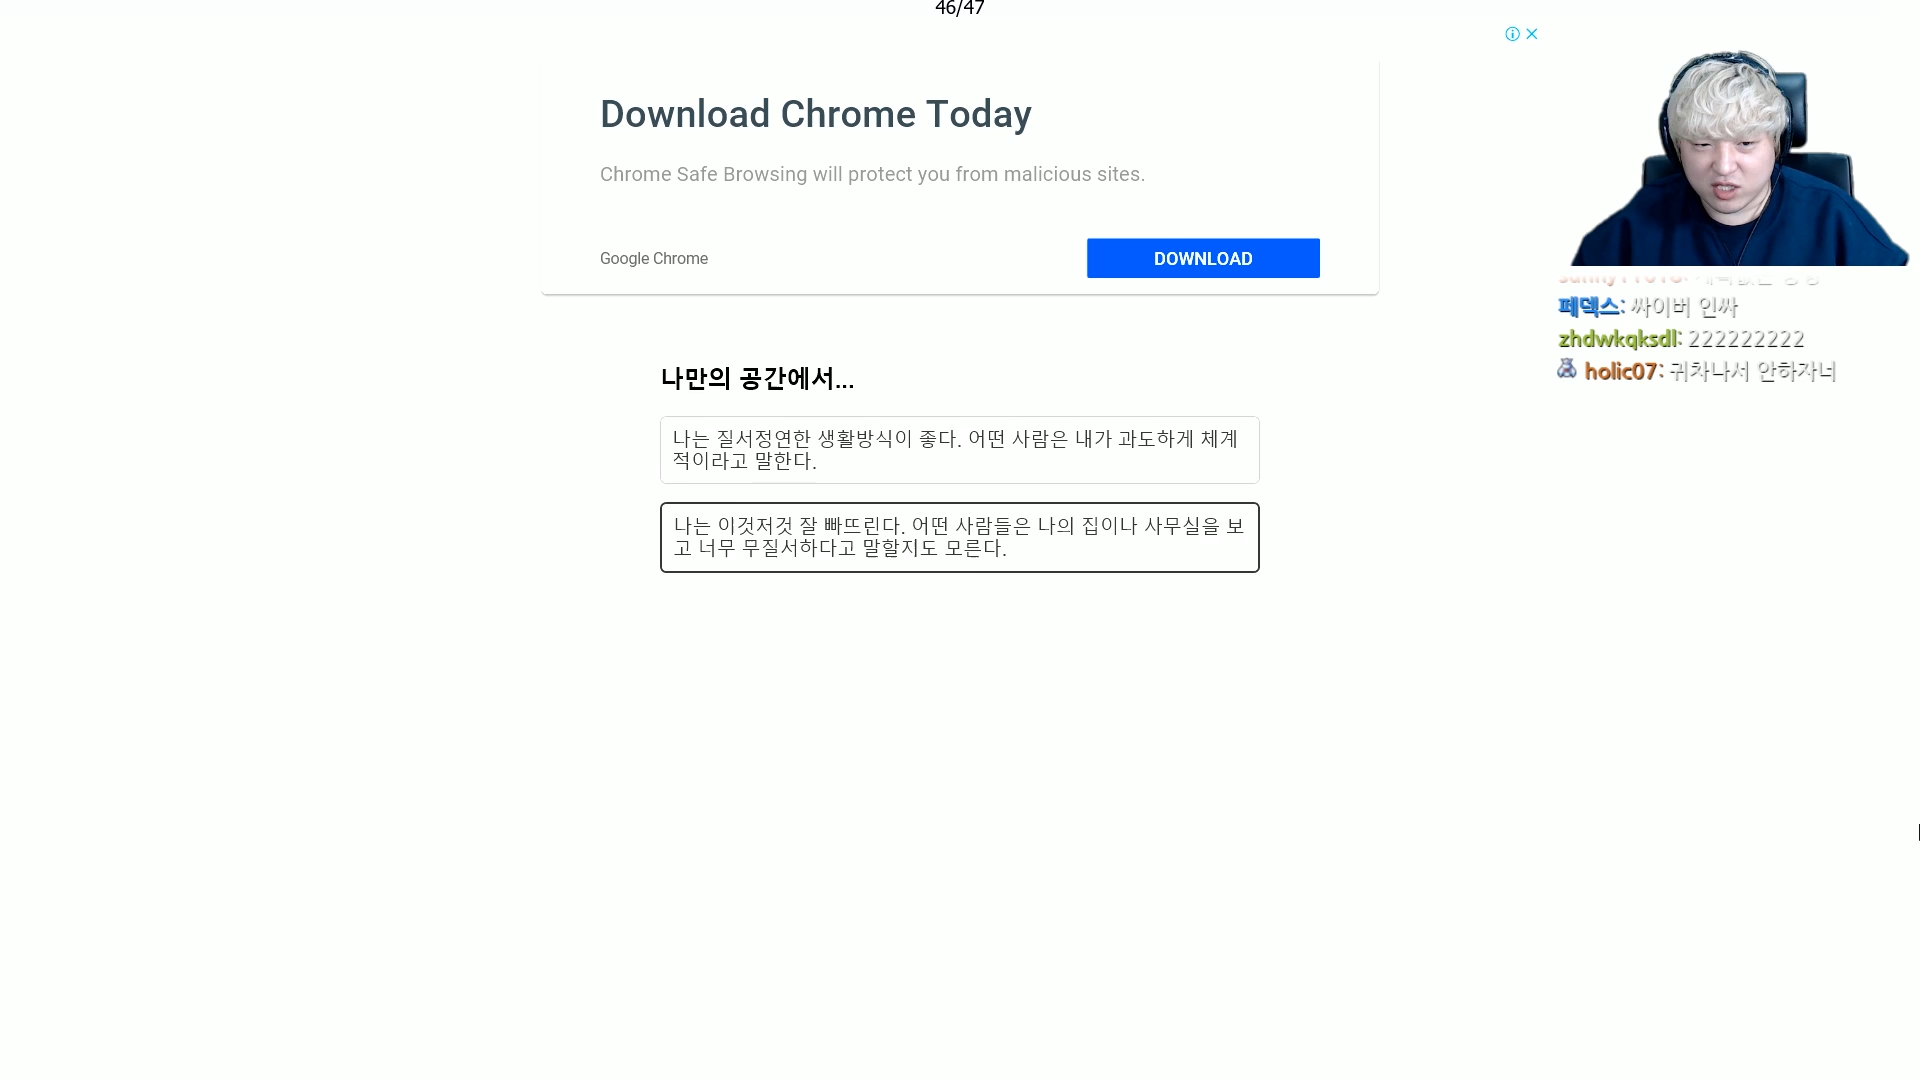 46/47
Download Chrome Today
Chrome Safe Browsing will protect you from malicious sites.
Google Chrome
DOWNLOAD
나만의 공간에서...
나는 질서정연한 생활방식이 좋다. 어떤 사람은 내가 과도하게 체계
적이라고 말한다.
나는 이것저것 잘 빠뜨린다. 어떤 사람들은 나의 집이나 사무실을 보
고 너무 무질서하다고 말할지도 모른다.
페덱스: 싸이버 인싸
zhdwkqksdl: 222222222
holic07: 귀차나서 안하자너